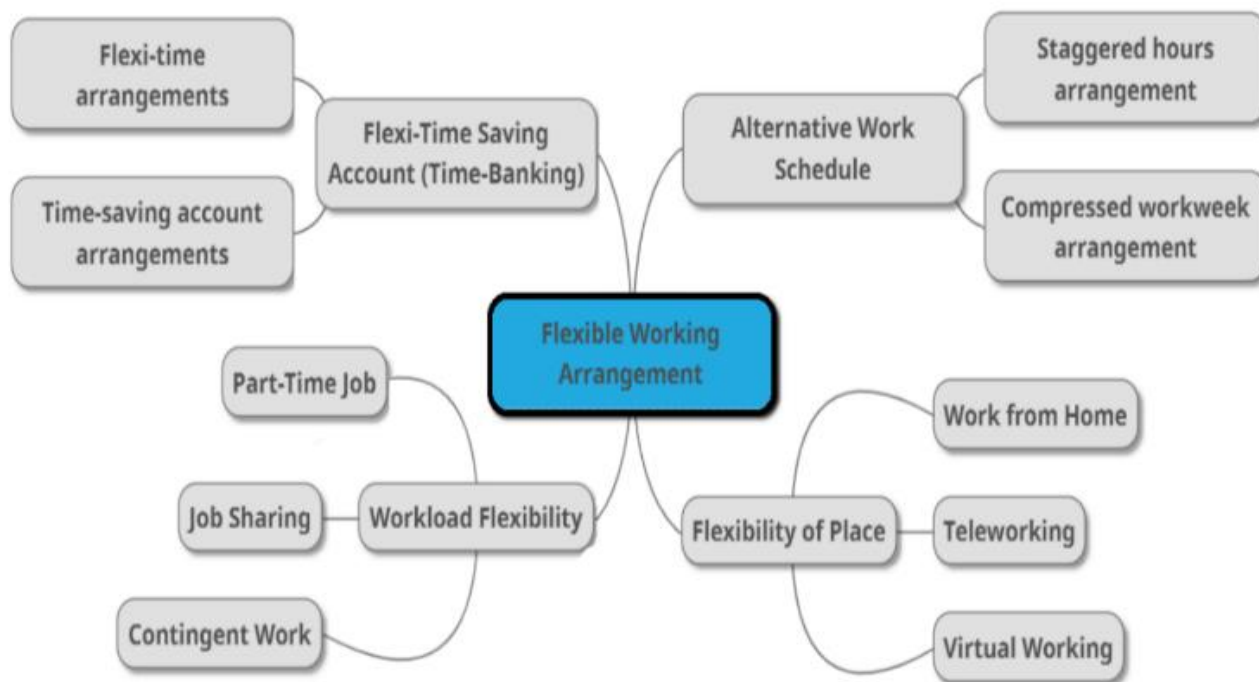 Flexi-time
arrangements
Time-saving account
arrangements
Flexi-Time Saving
Account (Time-Banking)
Alternative Work
Schedule
Staggered hours
arrangement
Compressed workweek
arrangement
Flexible Working
Arrangement
Part-Time Job
Job Sharing
Contingent Work
Workload Flexibility
Flexibility of Place
Work from Home
Teleworking
Virtual Working